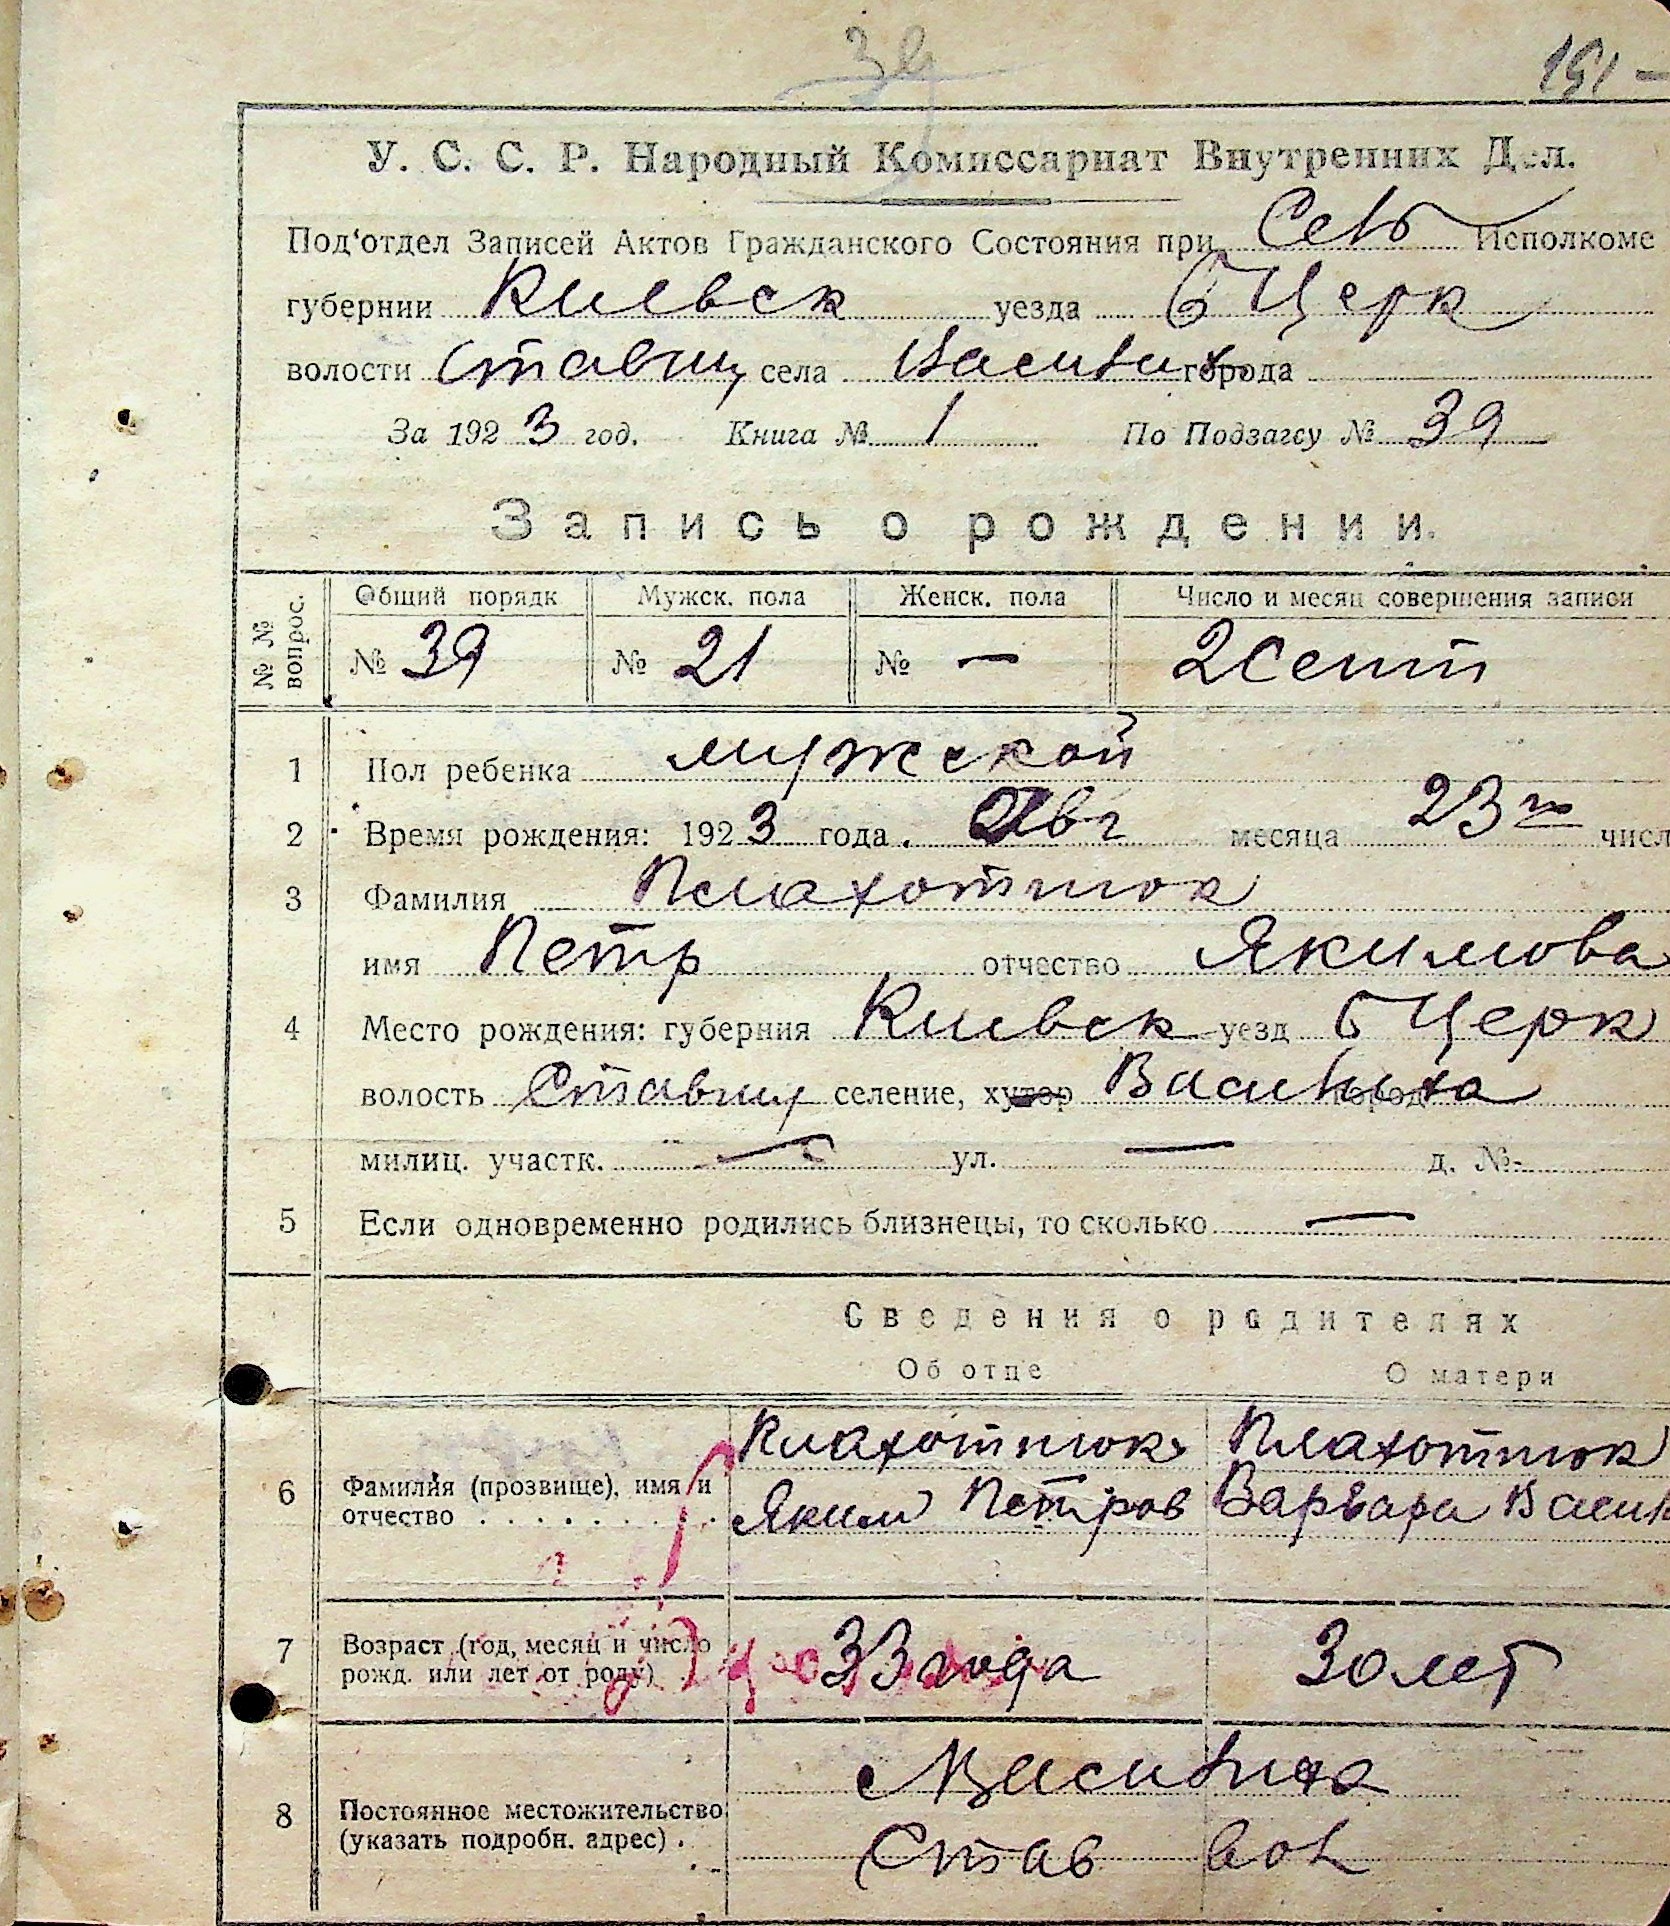 39
191 -
У. С. С. Р. Народный Комиссариат Внутренних Дел.
Под'отдел Записей Актов Гражданского Состояния при Сель Исполкоме
губернии Киевск уезда Б Церк
волости Ставищ села города
За 1923 год. Книга № 1 По Подзагсу № 39
Запись о рождении.
№ № вопрос. Общий порядк Мужск. пола Женск. пола Число и месяц совершения записи
№ 39 № 21 № — 2 Сент
1 Пол ребенка мужской
2 Время рождения: 1923 года. Авг месяца 23го числ
3 Фамилия Плахотнюк
имя Петр отчество Якимова
4 Место рождения: губерния Киевск уезд Б Церк
волость Ставищ селение, хутор Василиха город
милиц. участк. — ул. — д. №
5 Если одновременно родились близнецы, то сколько —
Сведения о родителях
Об отце О матери
Плахотнюк Плахотнюк
6 Фамилия (прозвище), имя и
отчество Яким Петров Варвара Васил
7 Возраст (год, месяц и число
рожд. или лет от роду) 33 года 30 лет
с Василиха
8 Постоянное местожительство
(указать подробн. адрес) Став вол